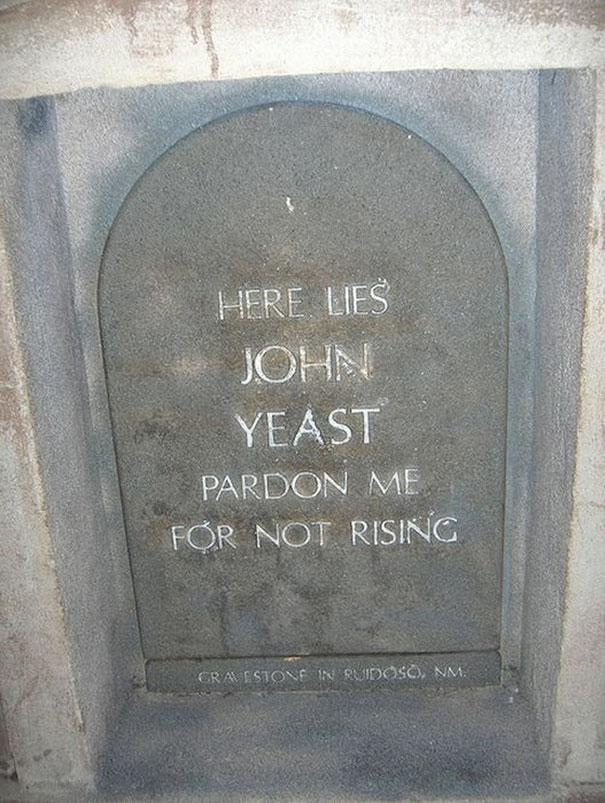 HERE LIES
JOHN
YEAST
PARDON ME
FOR NOT RISING
GRAVESTONE IN RUIDOSO, NM.